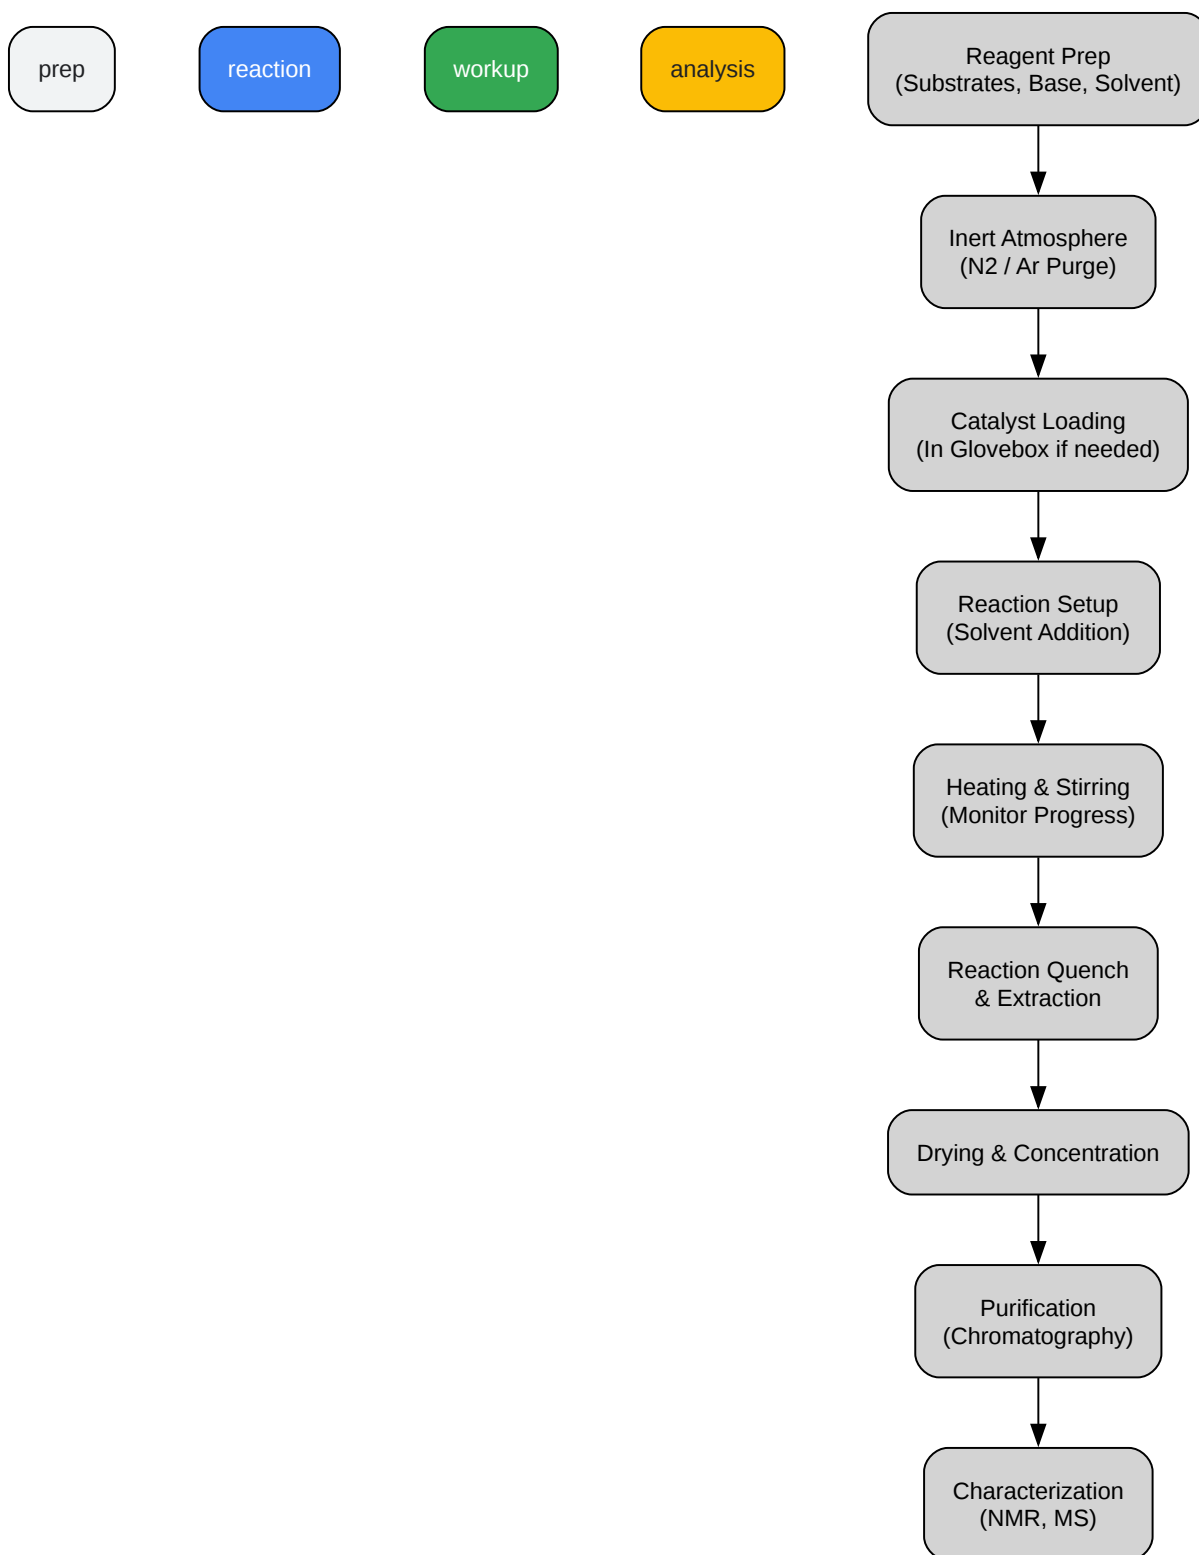 prep
reaction
workup
analysis
Reagent Prep
(Substrates, Base, Solvent)
Inert Atmosphere
(N2 / Ar Purge)
Catalyst Loading
(In Glovebox if needed)
Reaction Setup
(Solvent Addition)
Heating & Stirring
(Monitor Progress)
Reaction Quench
& Extraction
Drying & Concentration
Purification
(Chromatography)
Characterization
(NMR, MS)